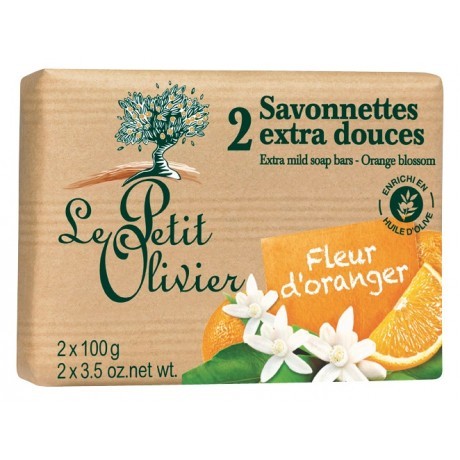 2 Savonnettes
extra douces
Extra mild soap bars - Orange blossom
ENRICHI EN
HUILE D'OLIVE
Le Petit
Olivier
Fleur
d'oranger
2 x 100 g
2 x 3.5 oz.net wt.